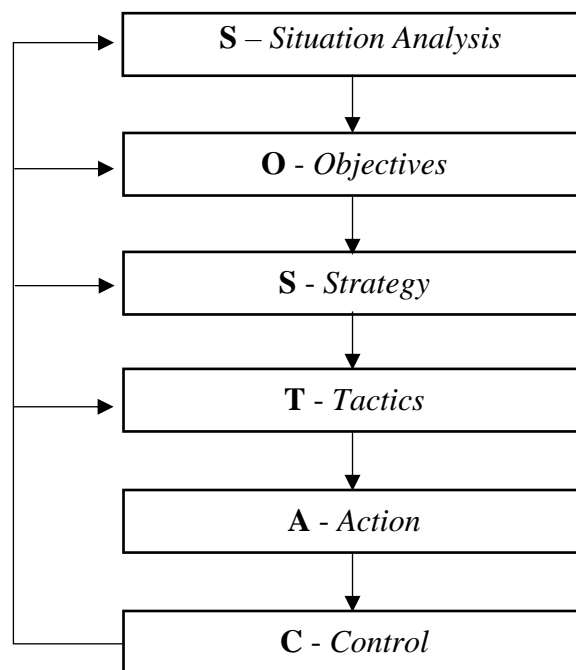 S – Situation Analysis
O - Objectives
S - Strategy
T - Tactics
A - Action
C - Control